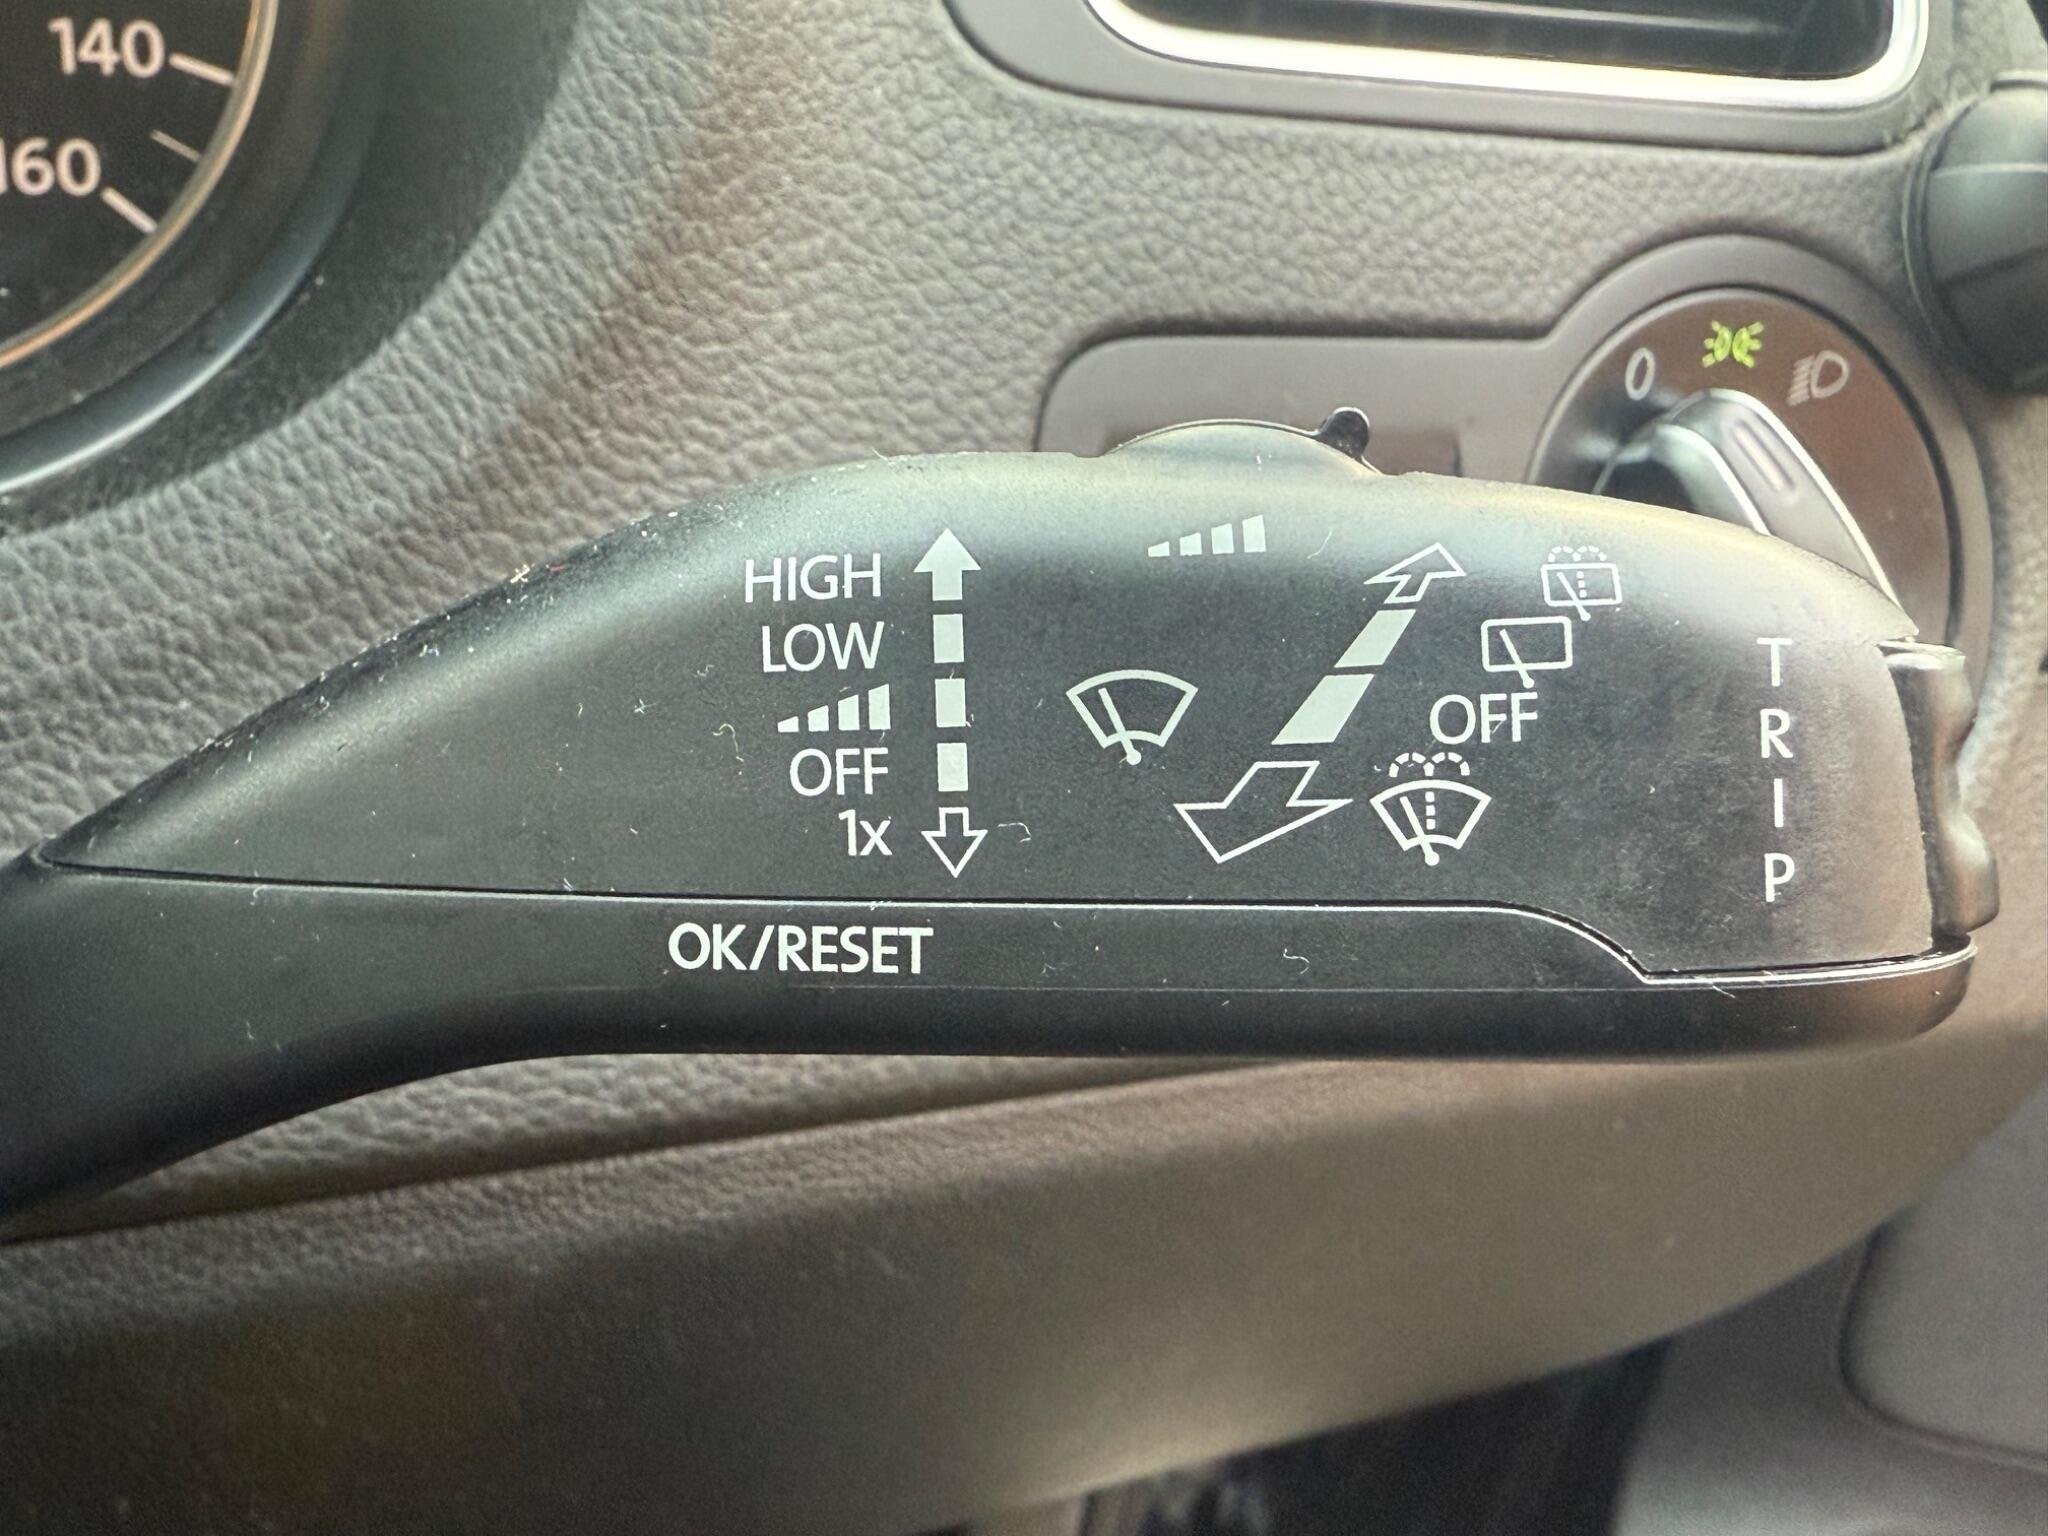 140
160
0
HIGH
LOW
OFF
1x
OFF
TRIP
OK/RESET